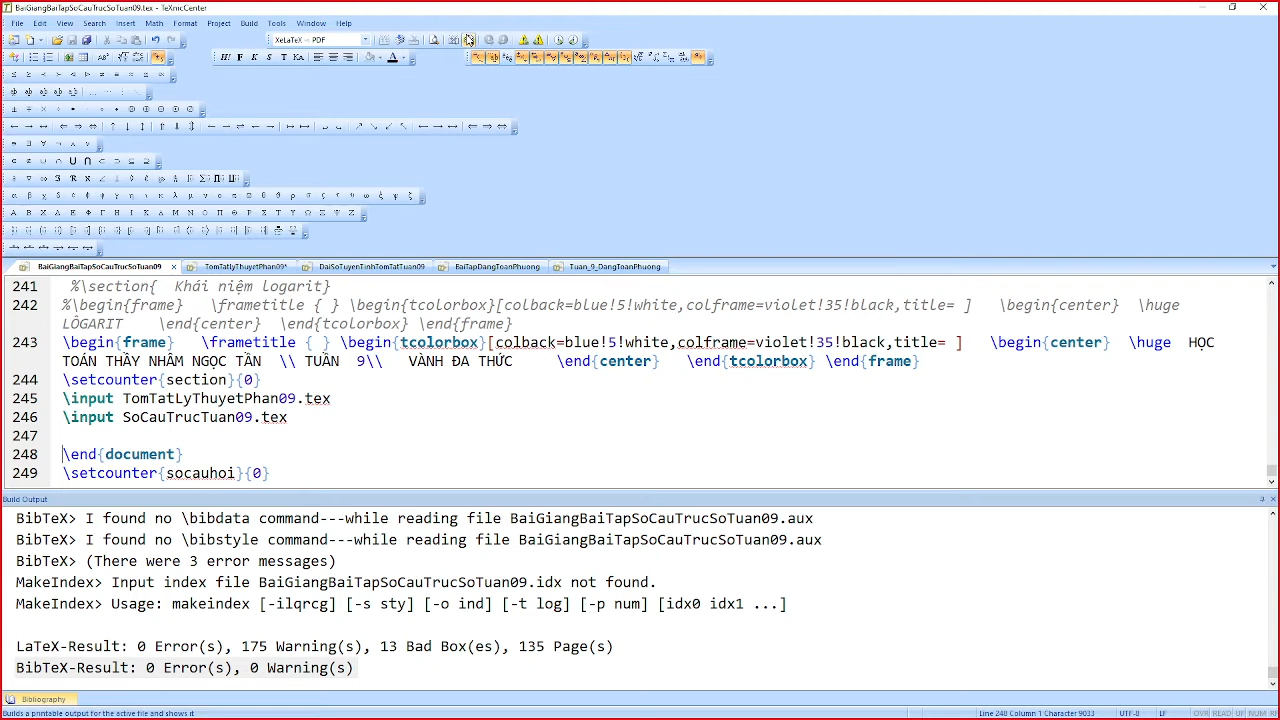 BaiGiangBaiTapSoCauTrucSoTuan09.tex - TeXnicCenter
File Edit View Search Insert Math Format Project Build Tools Window Help
XeLaTeX ⇨ PDF
BaiGiangBaiTapSoCauTrucSoTuan09 TomTatlyThuyetPhan09* DaiSoTuyenTinhTomTatTuan09 BaiTapDangToanPhuong Tuan_9_DangToanPhuong
241 %\section{ Khái niệm logarit}
242 %\begin{frame} \frametitle { } \begin{tcolorbox}[colback=blue!5!white,colframe=violet!35!black,title= ] \begin{center} \huge
LÔGARIT \end{center} \end{tcolorbox} \end{frame}
243 \begin{frame} \frametitle { } \begin{tcolorbox}[colback=blue!5!white,colframe=violet!35!black,title= ] \begin{center} \huge HỌC
TOÁN THẦY NHÂM NGỌC TẦN \\ TUẦN 9\\ VÀNH ĐA THỨC \end{center} \end{tcolorbox} \end{frame}
244 \setcounter{section}{0}
245 \input TomTatLyThuyetPhan09.tex
246 \input SoCauTrucTuan09.tex
247
248 \end{document}
249 \setcounter{socauhoi}{0}
Build Output
BibTeX> I found no \bibdata command---while reading file BaiGiangBaiTapSoCauTrucSoTuan09.aux
BibTeX> I found no \bibstyle command---while reading file BaiGiangBaiTapSoCauTrucSoTuan09.aux
BibTeX> (There were 3 error messages)
MakeIndex> Input index file BaiGiangBaiTapSoCauTrucSoTuan09.idx not found.
MakeIndex> Usage: makeindex [-ilqrcg] [-s sty] [-o ind] [-t log] [-p num] [idx0 idx1 ...]
LaTeX-Result: 0 Error(s), 175 Warning(s), 13 Bad Box(es), 135 Page(s)
BibTeX-Result: 0 Error(s), 0 Warning(s)
Bibliography
Builds a printable output for the active file and shows it Line 248 Column 1 Character 9033 UTF-8 LF OVR READ UF NUM